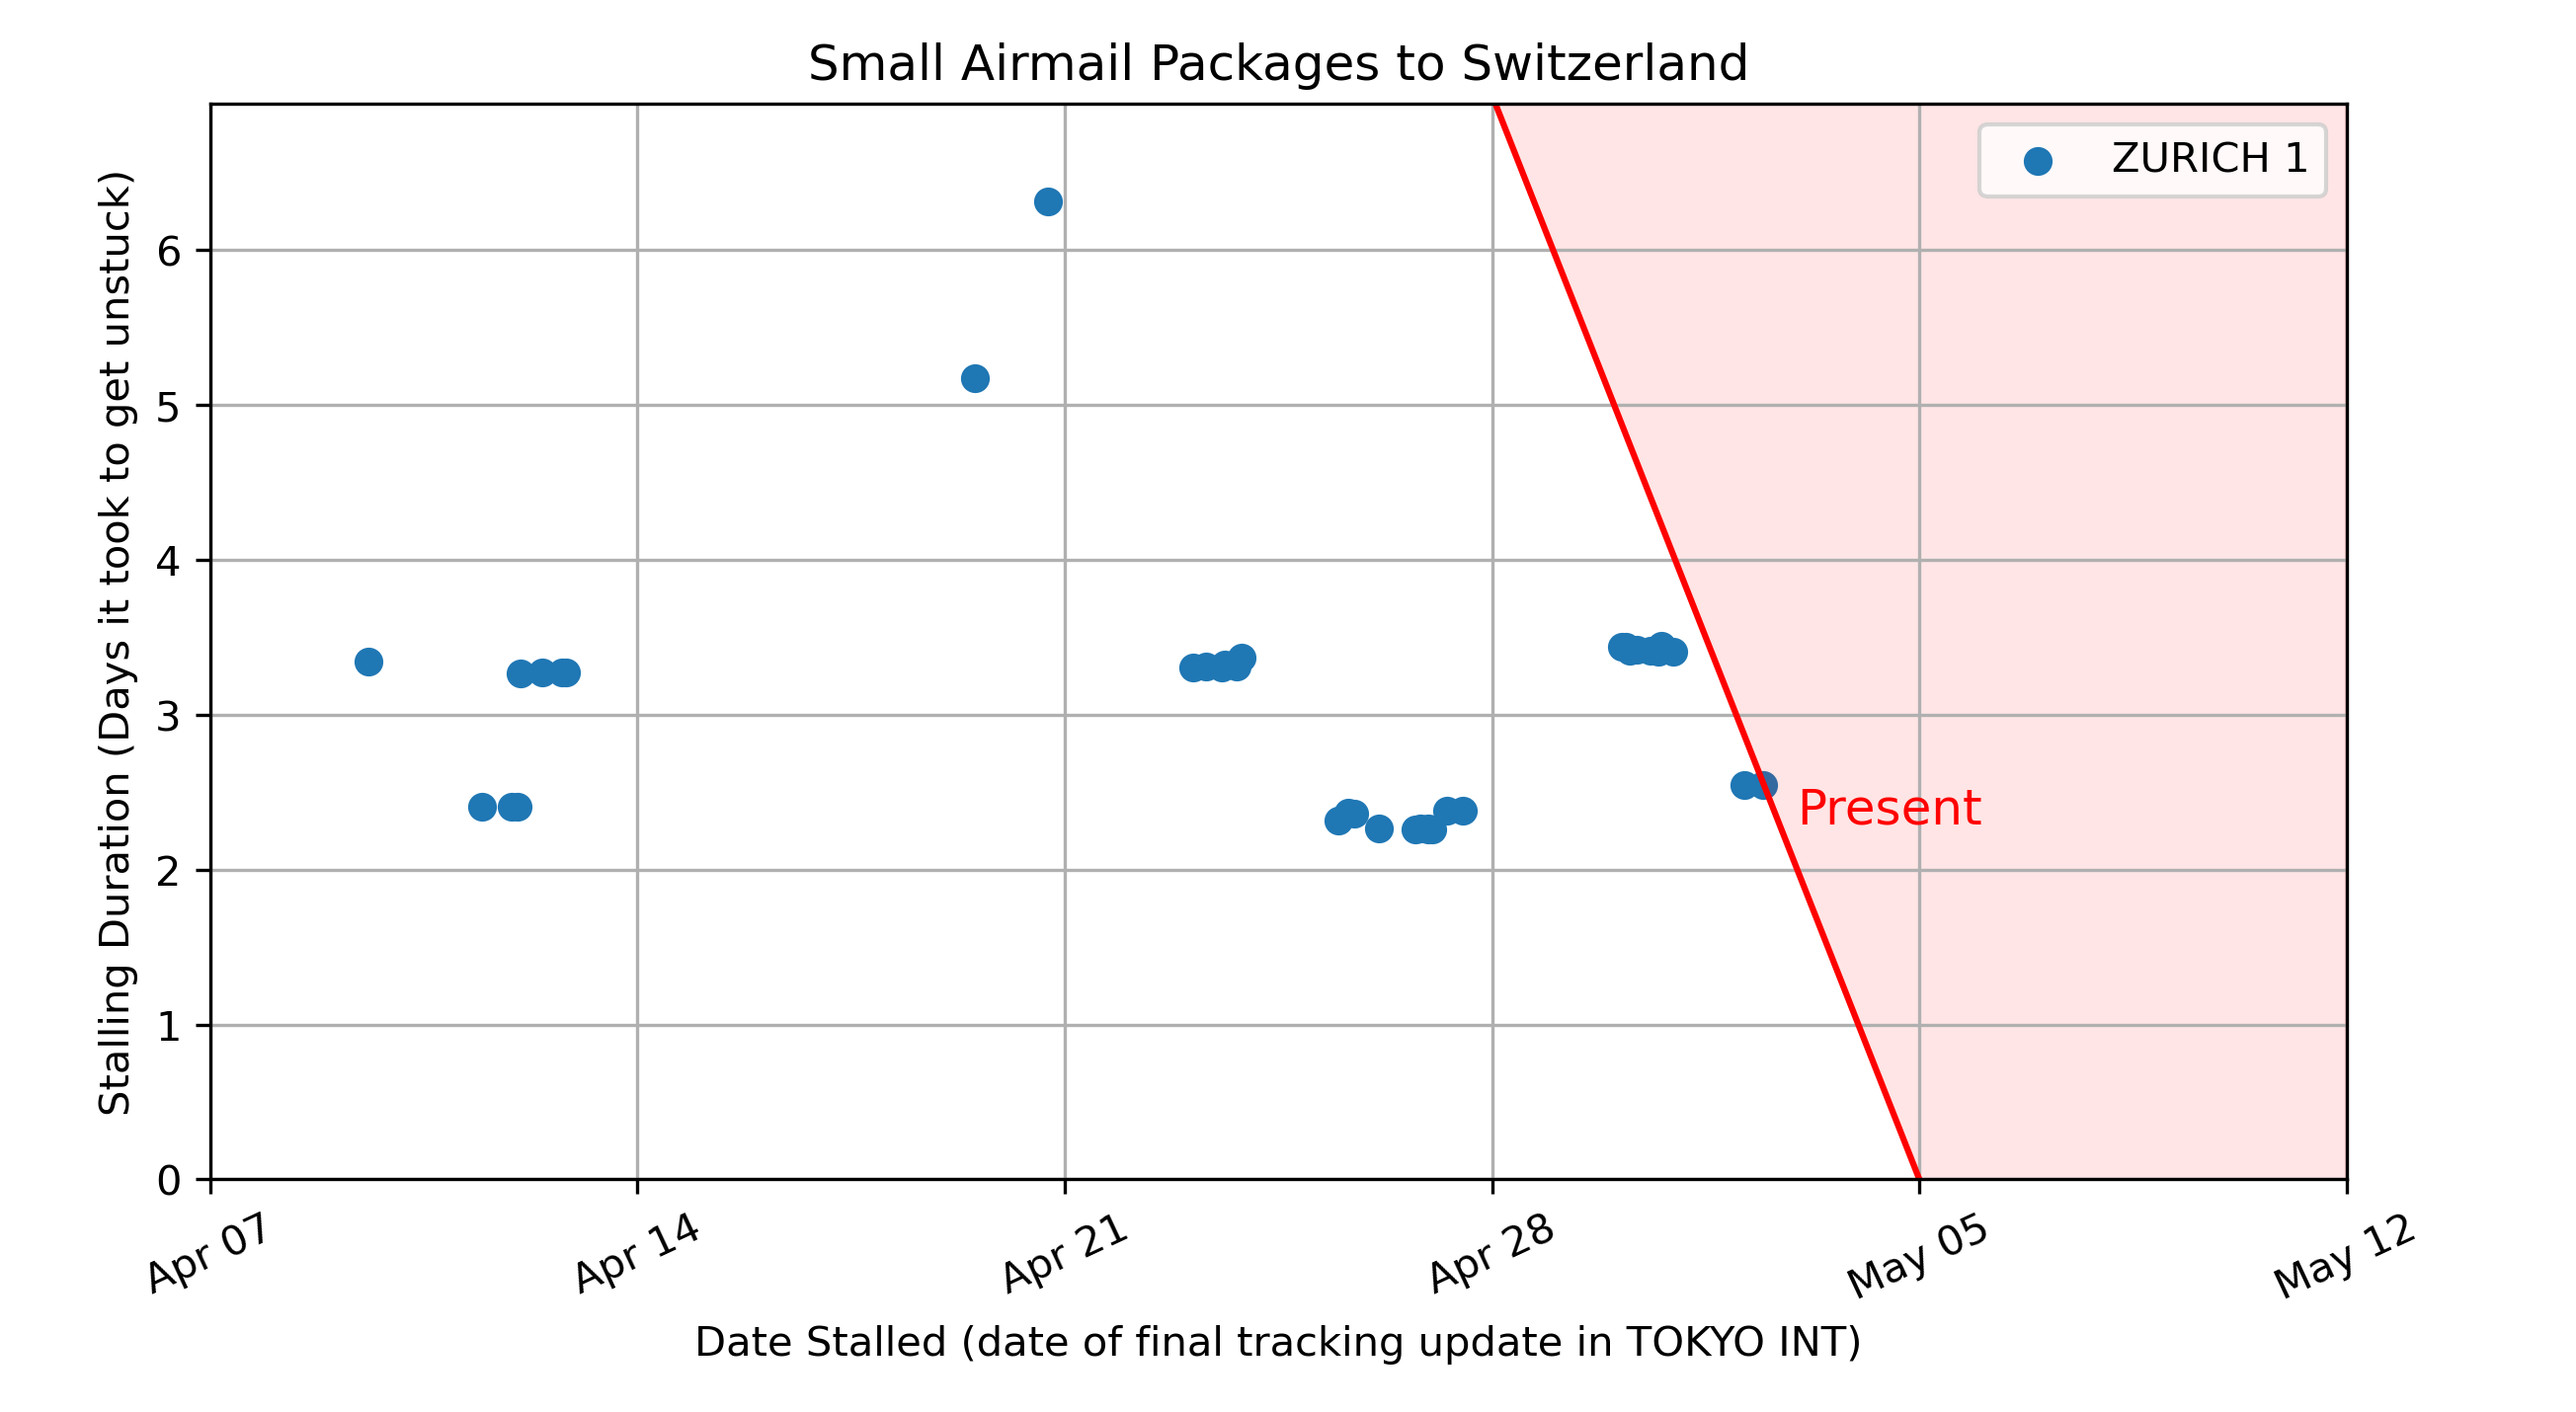 Small Airmail Packages to Switzerland
ZURICH 1
Stalling Duration (Days it took to get unstuck)
6
5
4
3
2
1
0
Present
Apr 07
Apr 14
Apr 21
Apr 28
May 05
May 12
Date Stalled (date of final tracking update in TOKYO INT)